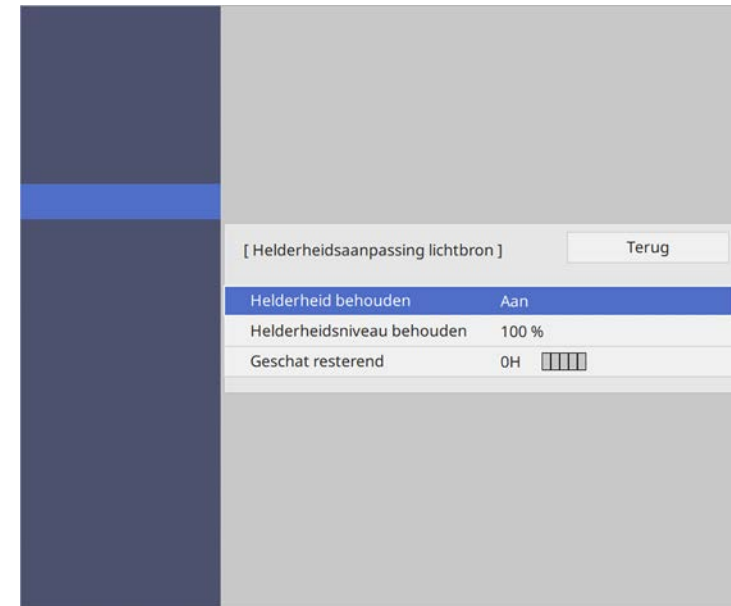 [ Helderheidsaanpassing lichtbron ] Terug
Helderheid behouden Aan
Helderheidsniveau behouden 100 %
Geschat resterend 0H